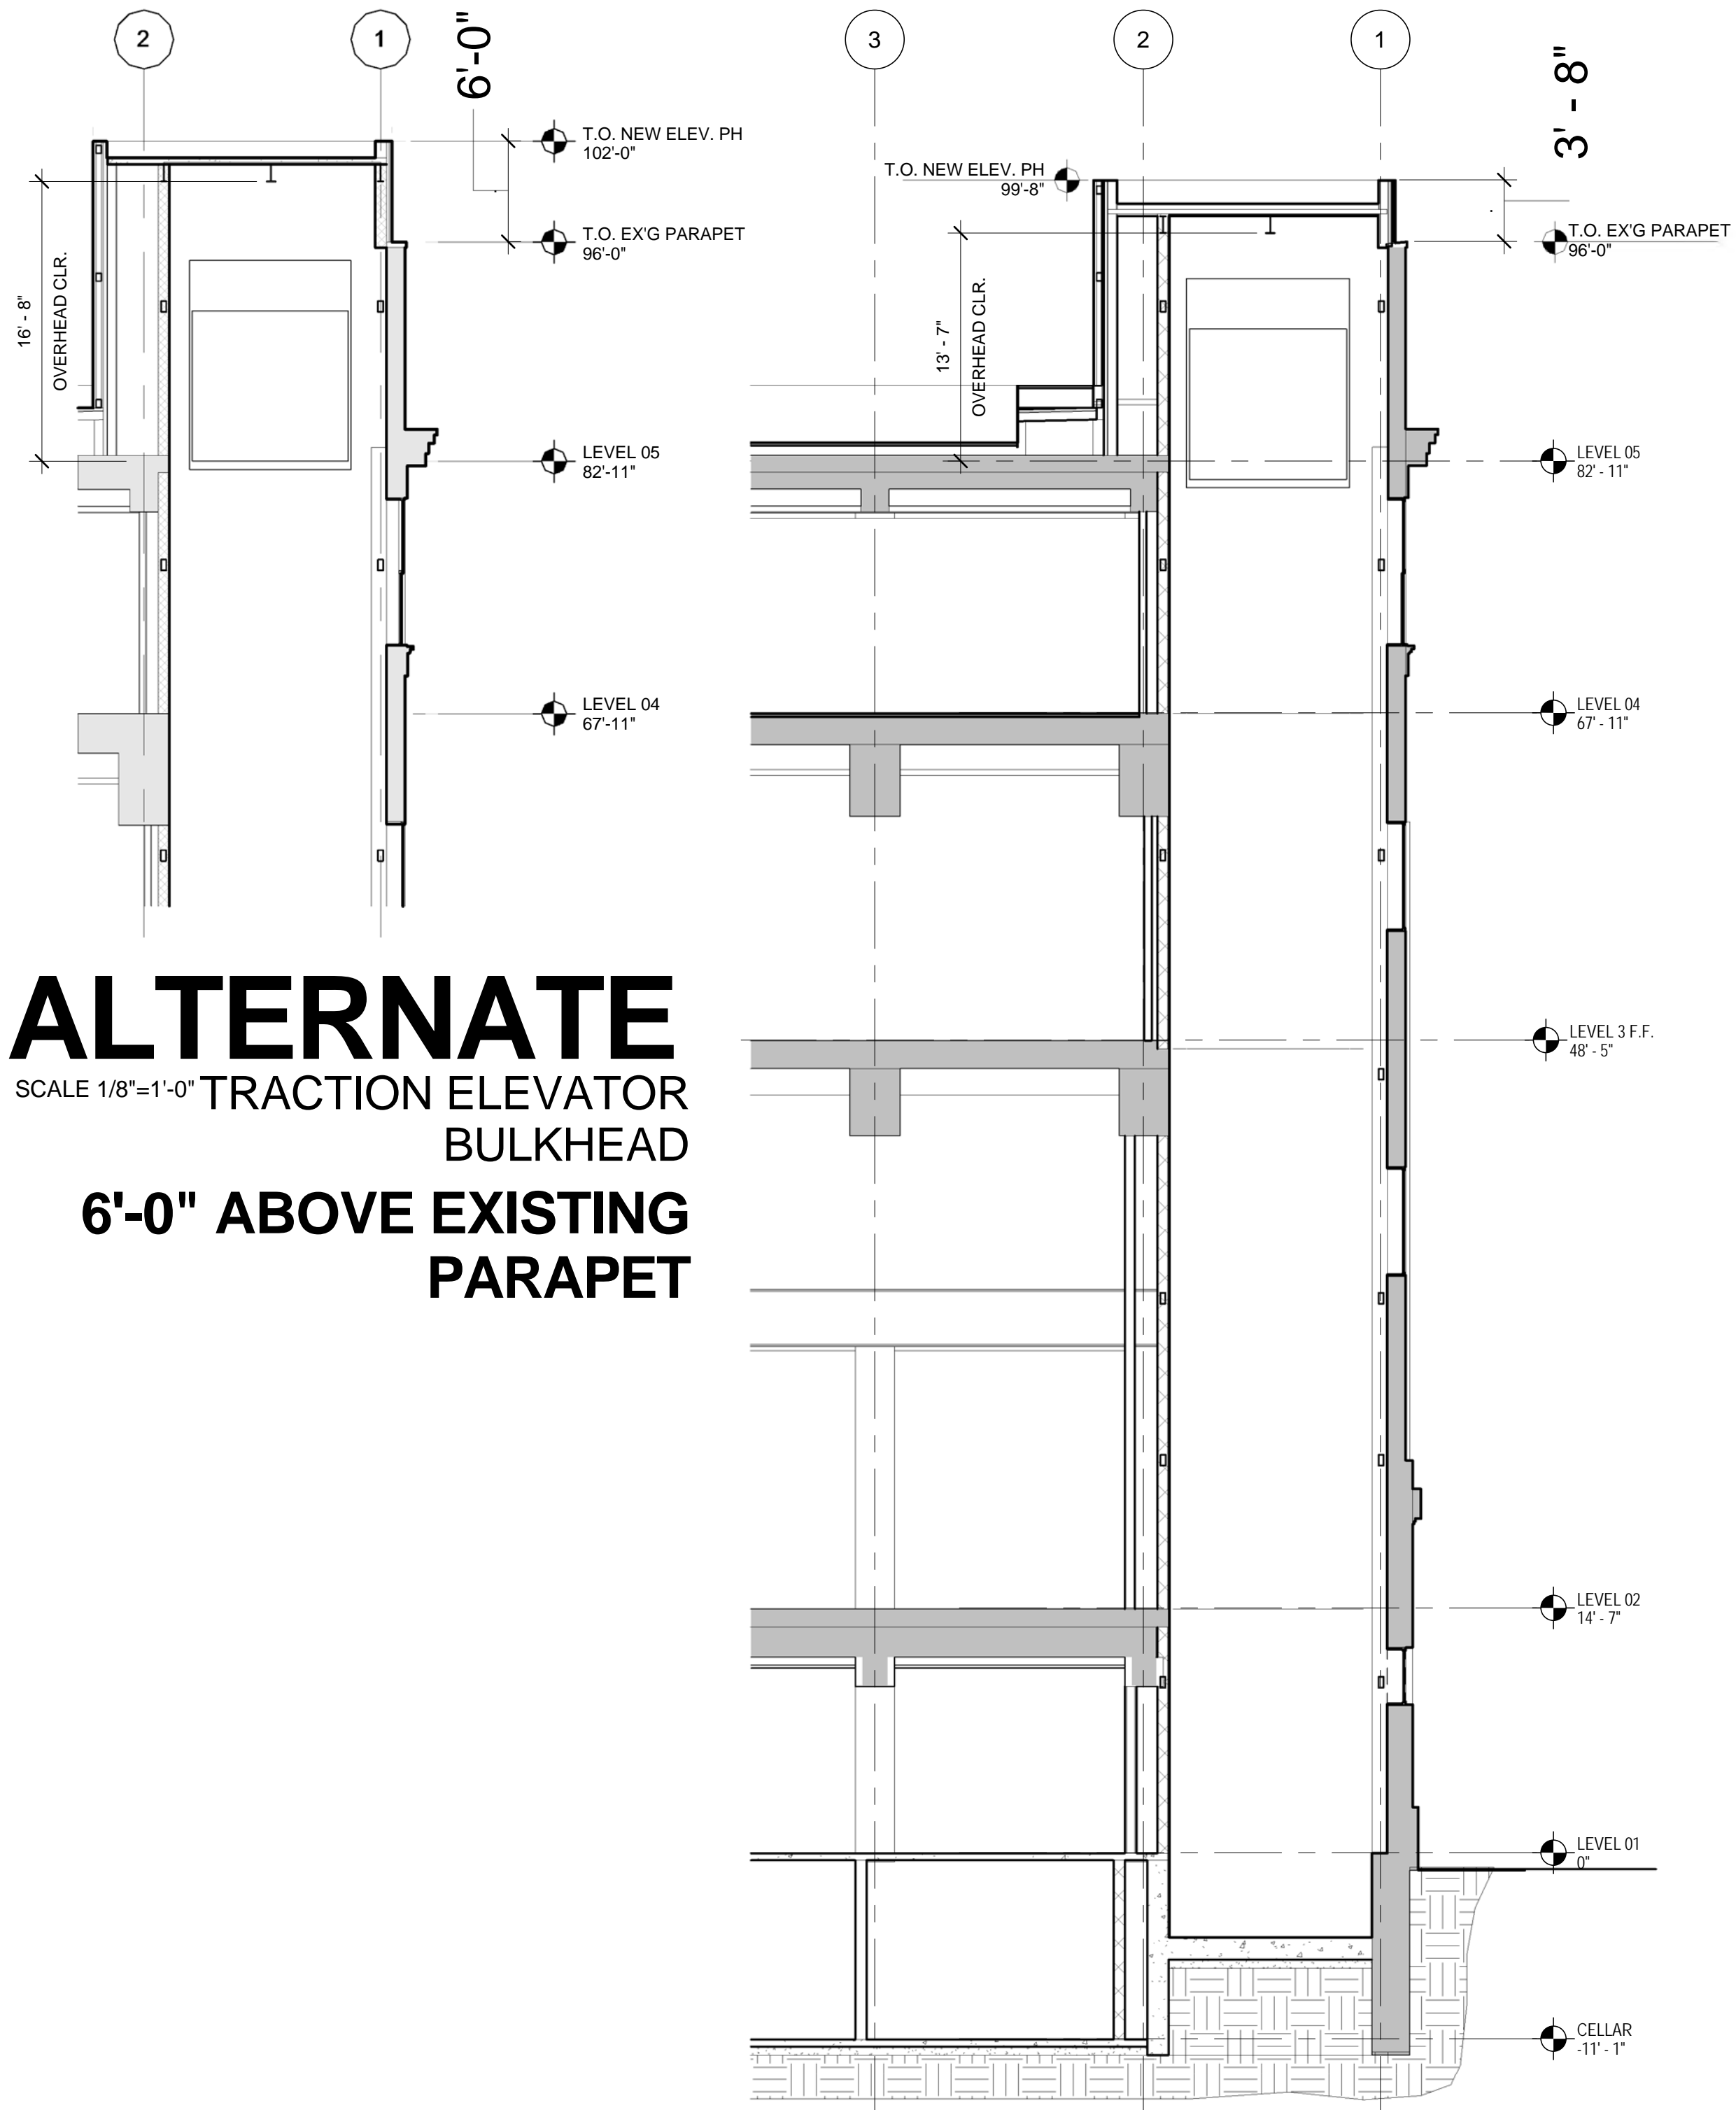 2
1
6'-0"
T.O. NEW ELEV. PH
102'-0"
T.O. EX'G PARAPET
96'-0"
16' - 8"
OVERHEAD CLR.
LEVEL 05
82'-11"
LEVEL 04
67'-11"
ALTERNATE
SCALE 1/8"=1'-0" TRACTION ELEVATOR
BULKHEAD
6'-0" ABOVE EXISTING
PARAPET
3
2
1
3' - 8"
T.O. NEW ELEV. PH
99'-8"
T.O. EX'G PARAPET
96'-0"
13' - 7"
OVERHEAD CLR.
LEVEL 05
82' - 11"
LEVEL 04
67' - 11"
LEVEL 3 F.F.
48' - 5"
LEVEL 02
14' - 7"
LEVEL 01
0"
CELLAR
-11' - 1"